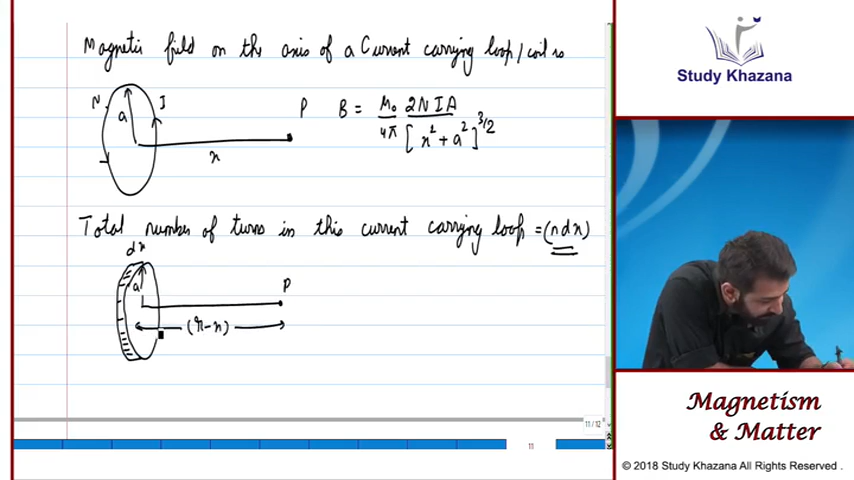 Magnetic field on the axis of a Current carrying loop/coil is
N I
a
x
P B = μ₀/4π 2NIA/[x² + a²]^3/2
Total number of turns in this current carrying loop = (ndx)
dx
a
P
(r-x)
11/12
11
Study Khazana
Magnetism
& Matter
© 2018 Study Khazana All Rights Reserved .